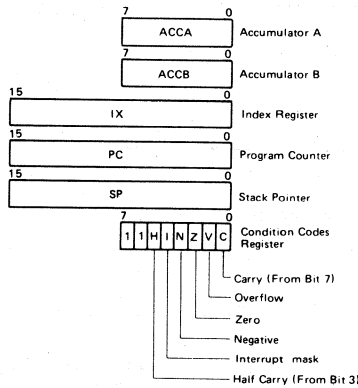 7 0
ACCA Accumulator A
7 0
ACCB Accumulator B
15 0
IX Index Register
15 0
PC Program Counter
15 0
SP Stack Pointer
7 0
1 1 H I N Z V C Condition Codes
Register
Carry (From Bit 7)
Overflow
Zero
Negative
Interrupt mask
Half Carry (From Bit 3)